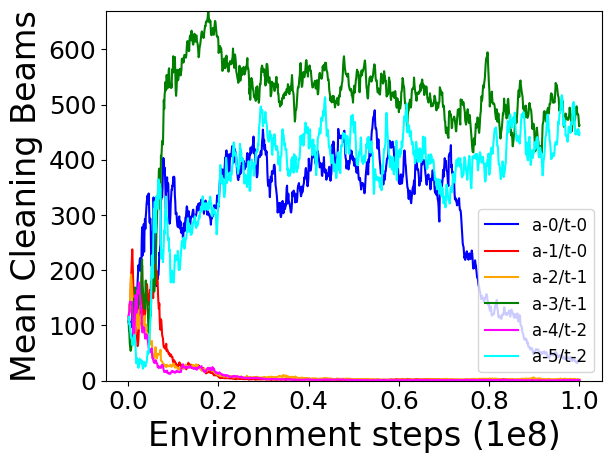 Mean Cleaning Beams
600
500
400
300
200
100
0
0.0 0.2 0.4 0.6 0.8 1.0
Environment steps (1e8)
a-0/t-0
a-1/t-0
a-2/t-1
a-3/t-1
a-4/t-2
a-5/t-2